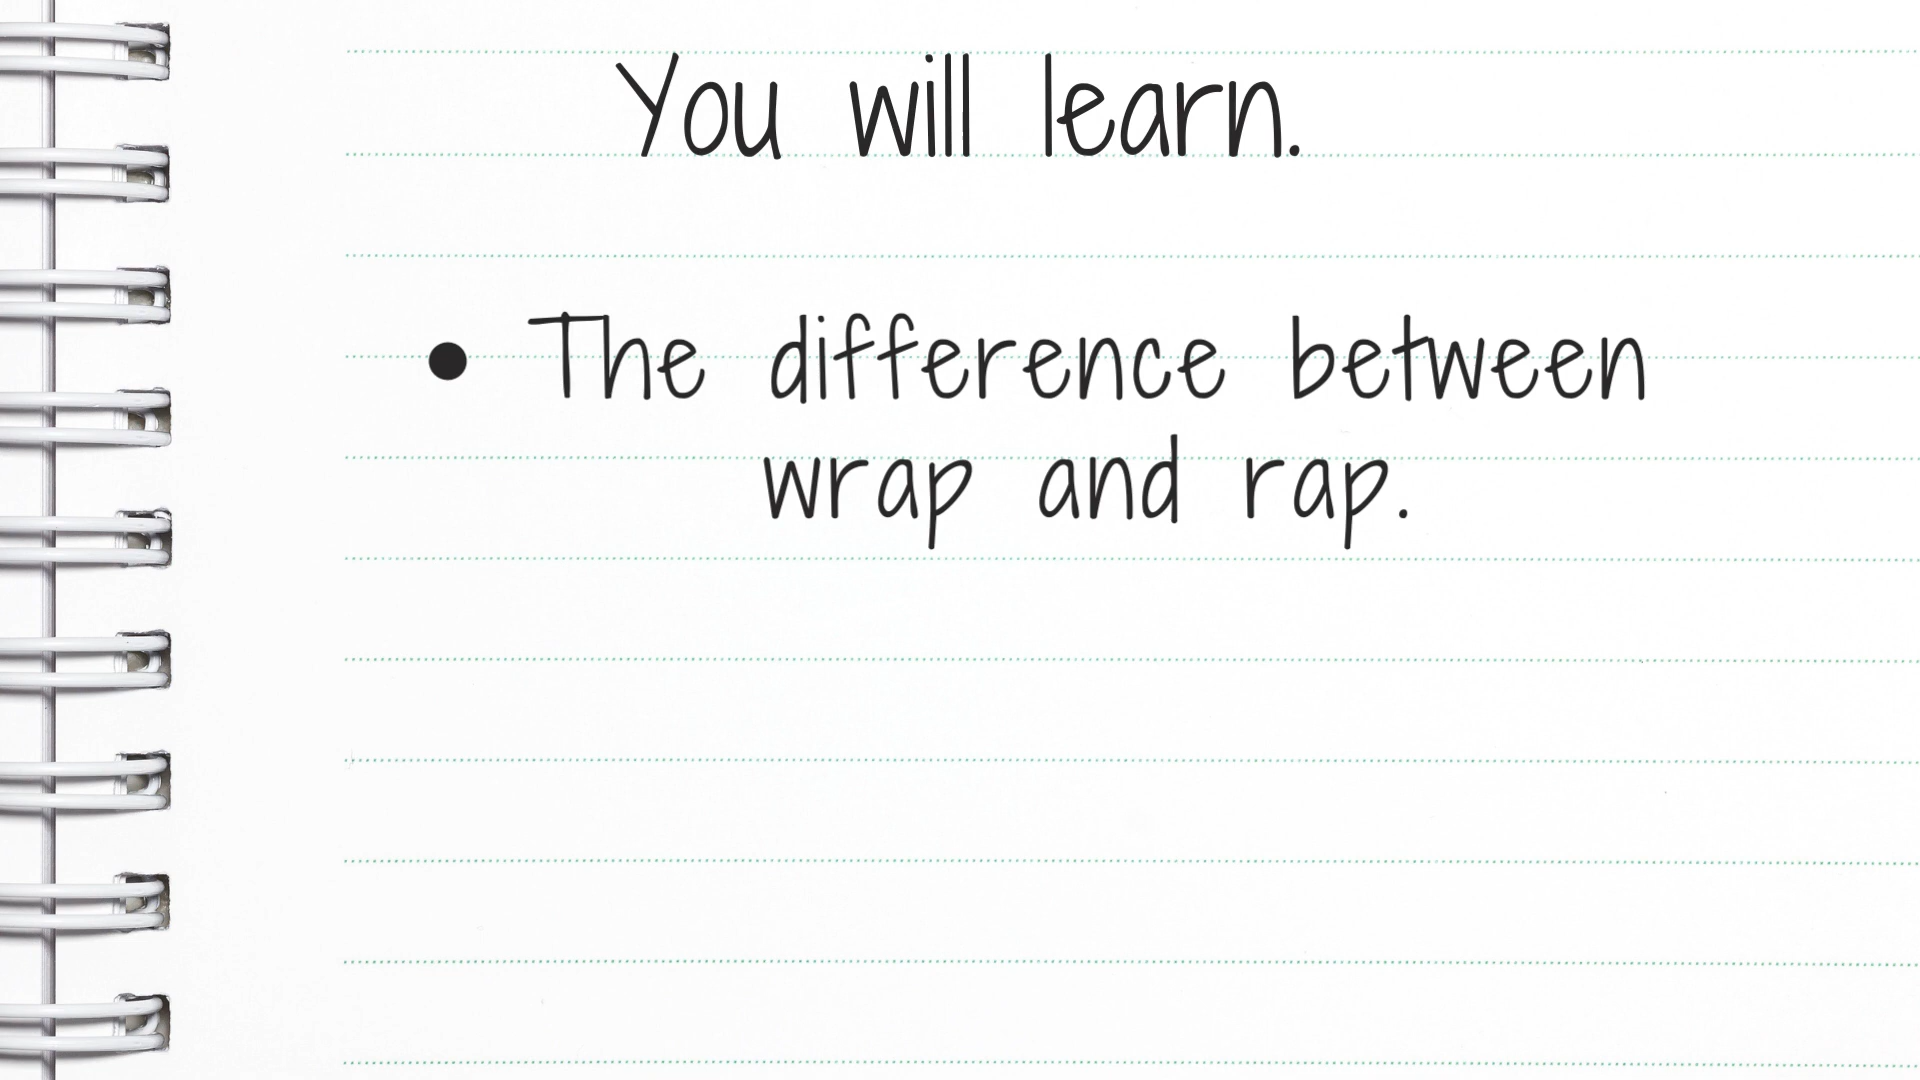 You will learn.
• The difference between
wrap and rap.